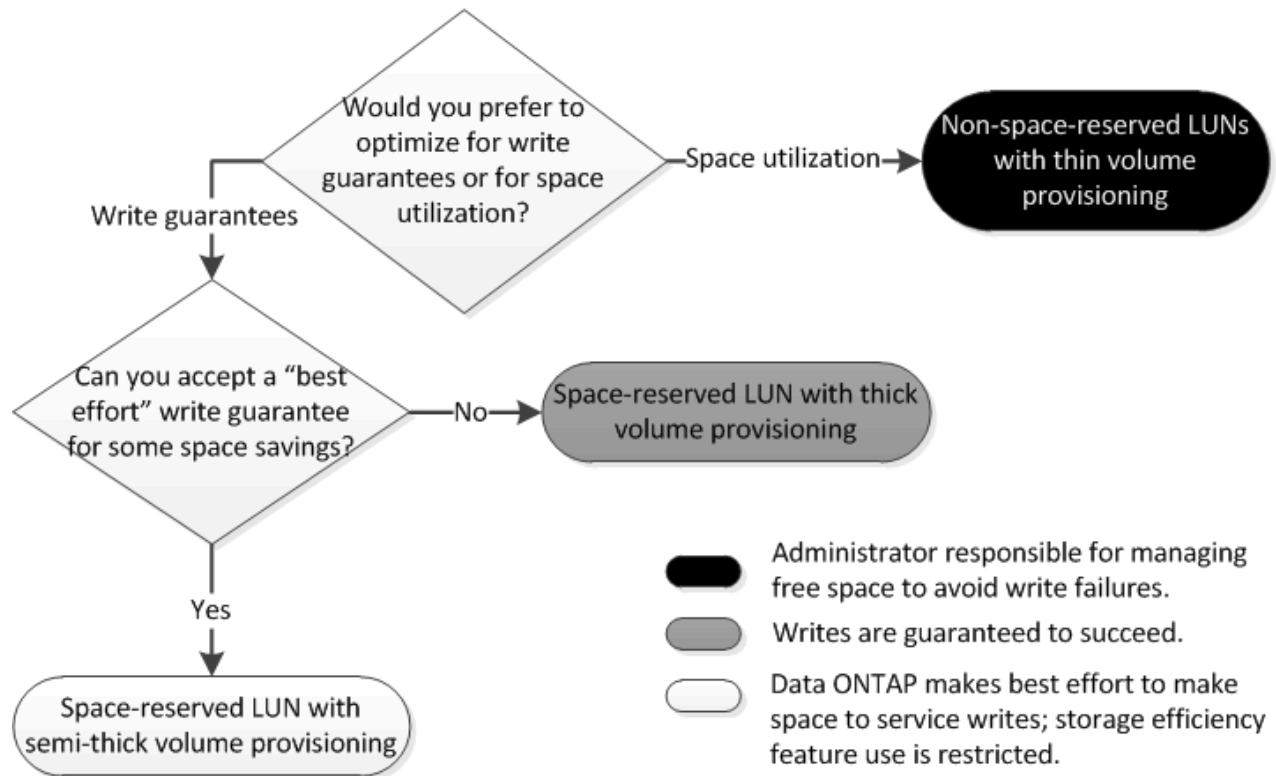 Would you prefer to
optimize for write
guarantees or for space
utilization?
Space utilization
Non-space-reserved LUNs
with thin volume
provisioning
Write guarantees
Can you accept a “best
effort” write guarantee
for some space savings?
No
Space-reserved LUN with thick
volume provisioning
Yes
Space-reserved LUN with
semi-thick volume provisioning
Administrator responsible for managing
free space to avoid write failures.
Writes are guaranteed to succeed.
Data ONTAP makes best effort to make
space to service writes; storage efficiency
feature use is restricted.